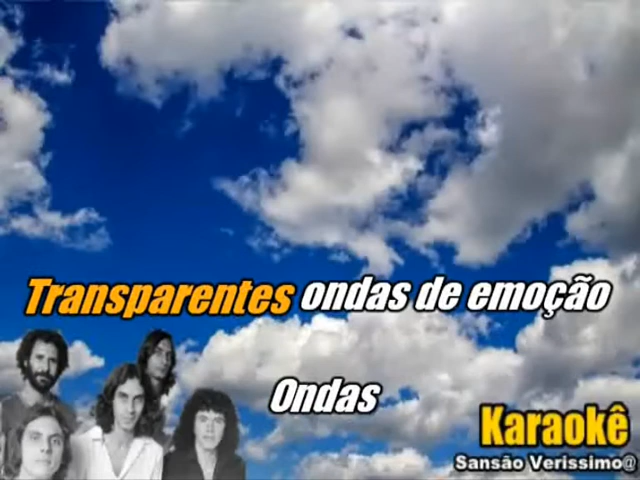 Transparentes ondas de emoção
Ondas
Karaokê
Sansão Verissimo@